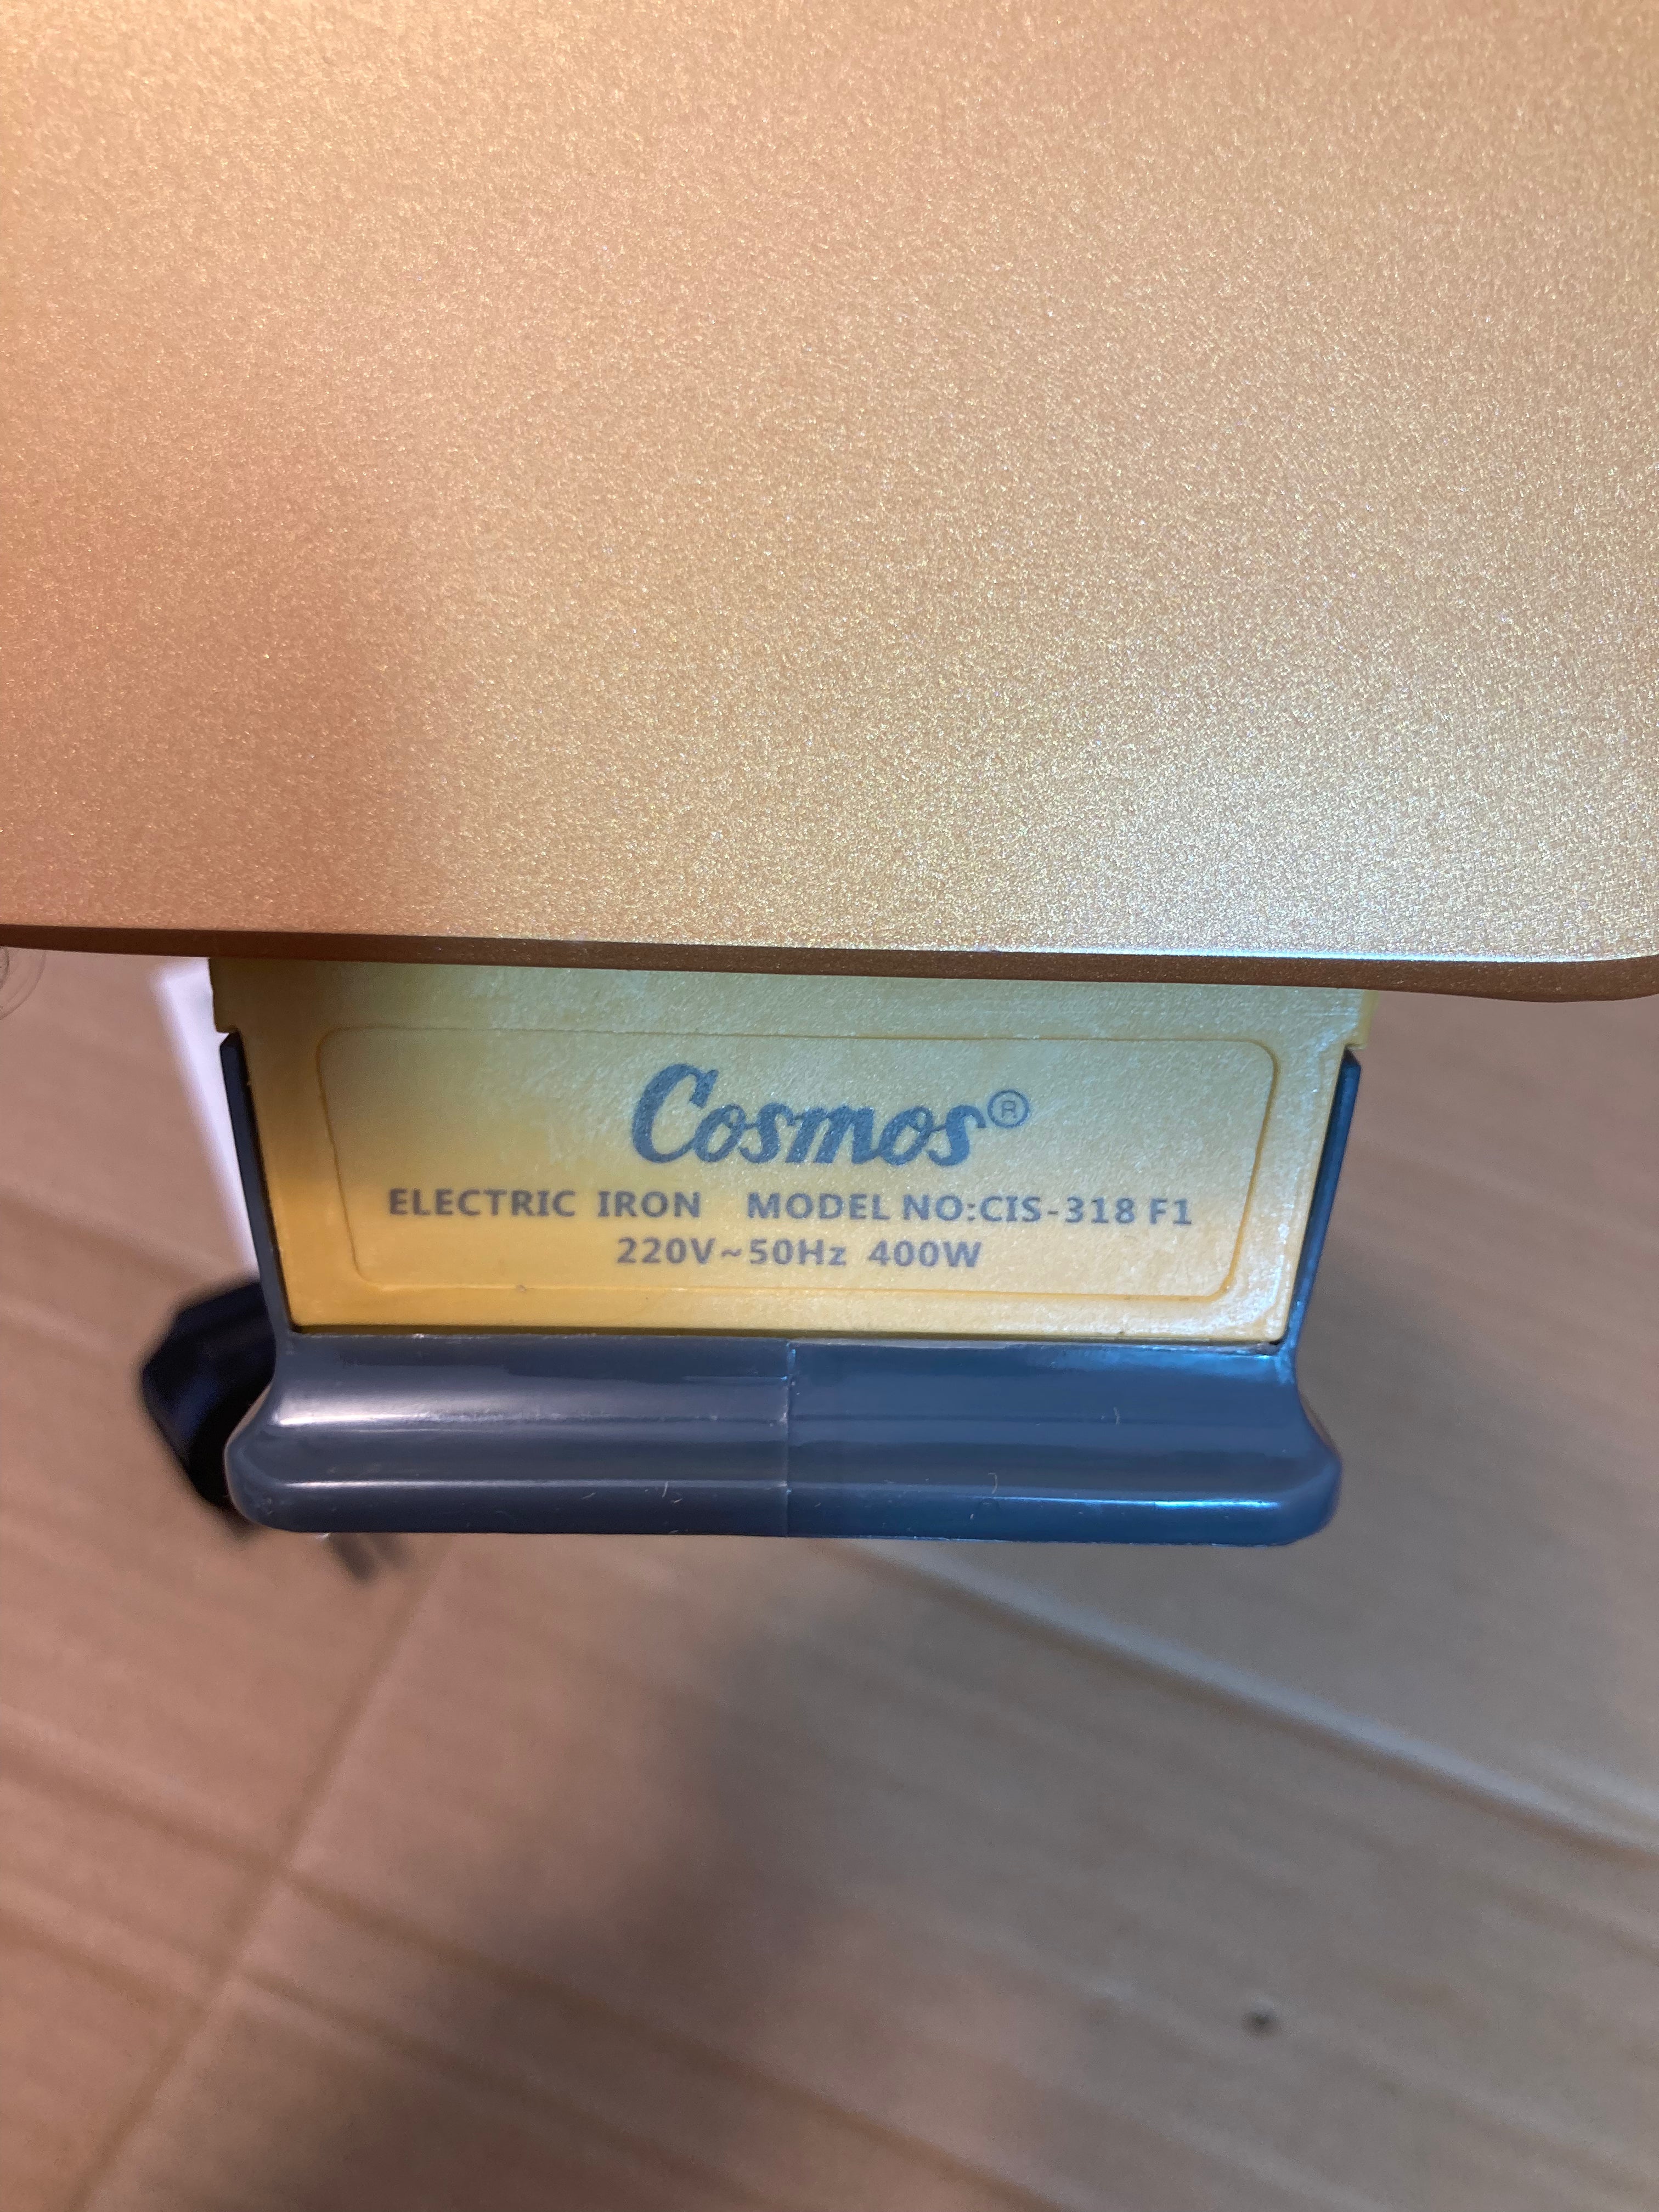 Cosmos®
ELECTRIC IRON MODEL NO:CIS-318 F1
220V~50Hz 400W